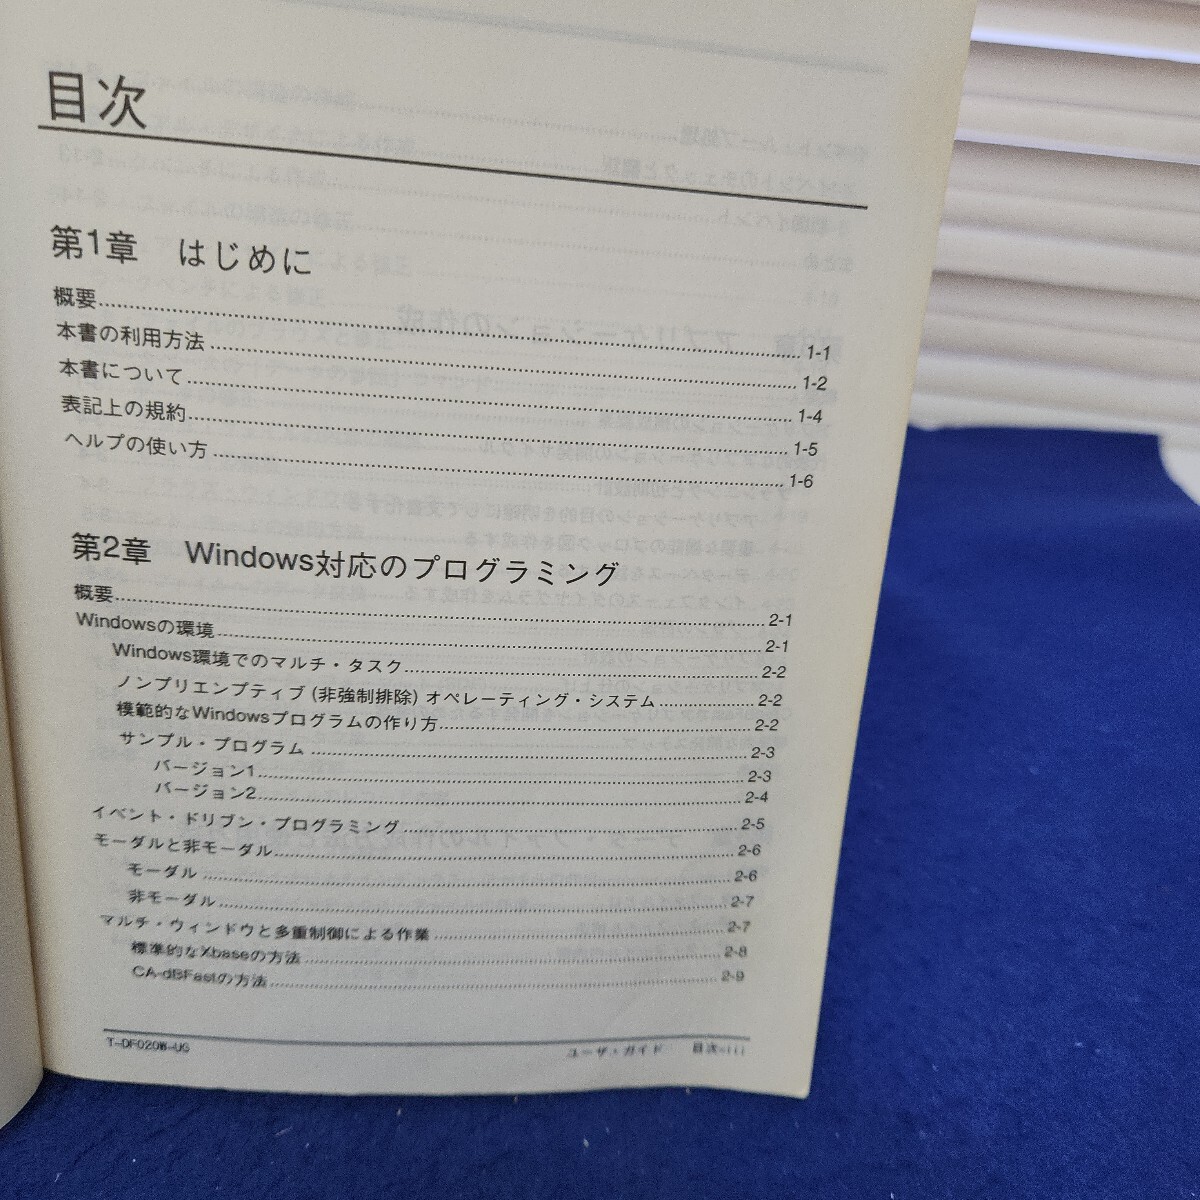 目次
第1章 はじめに
概要 1-1
本書の利用方法 1-2
本書について 1-4
表記上の規約 1-5
ヘルプの使い方 1-6
第2章 Windows対応のプログラミング
概要 2-1
Windowsの環境 2-1
Windows環境でのマルチ・タスク 2-2
ノンプリエンプティブ (非強制排除) オペレーティング・システム 2-2
模範的なWindowsプログラムの作り方 2-2
サンプル・プログラム 2-3
バージョン1 2-3
バージョン2 2-4
イベント・ドリブン・プログラミング 2-5
モーダルと非モーダル 2-6
モーダル 2-6
非モーダル 2-7
マルチ・ウィンドウと多重制御による作業 2-7
標準的なXbaseの方法 2-8
CA-dBFastの方法 2-9
T-DF020W-UG ユーザ・ガイド 目次-iii